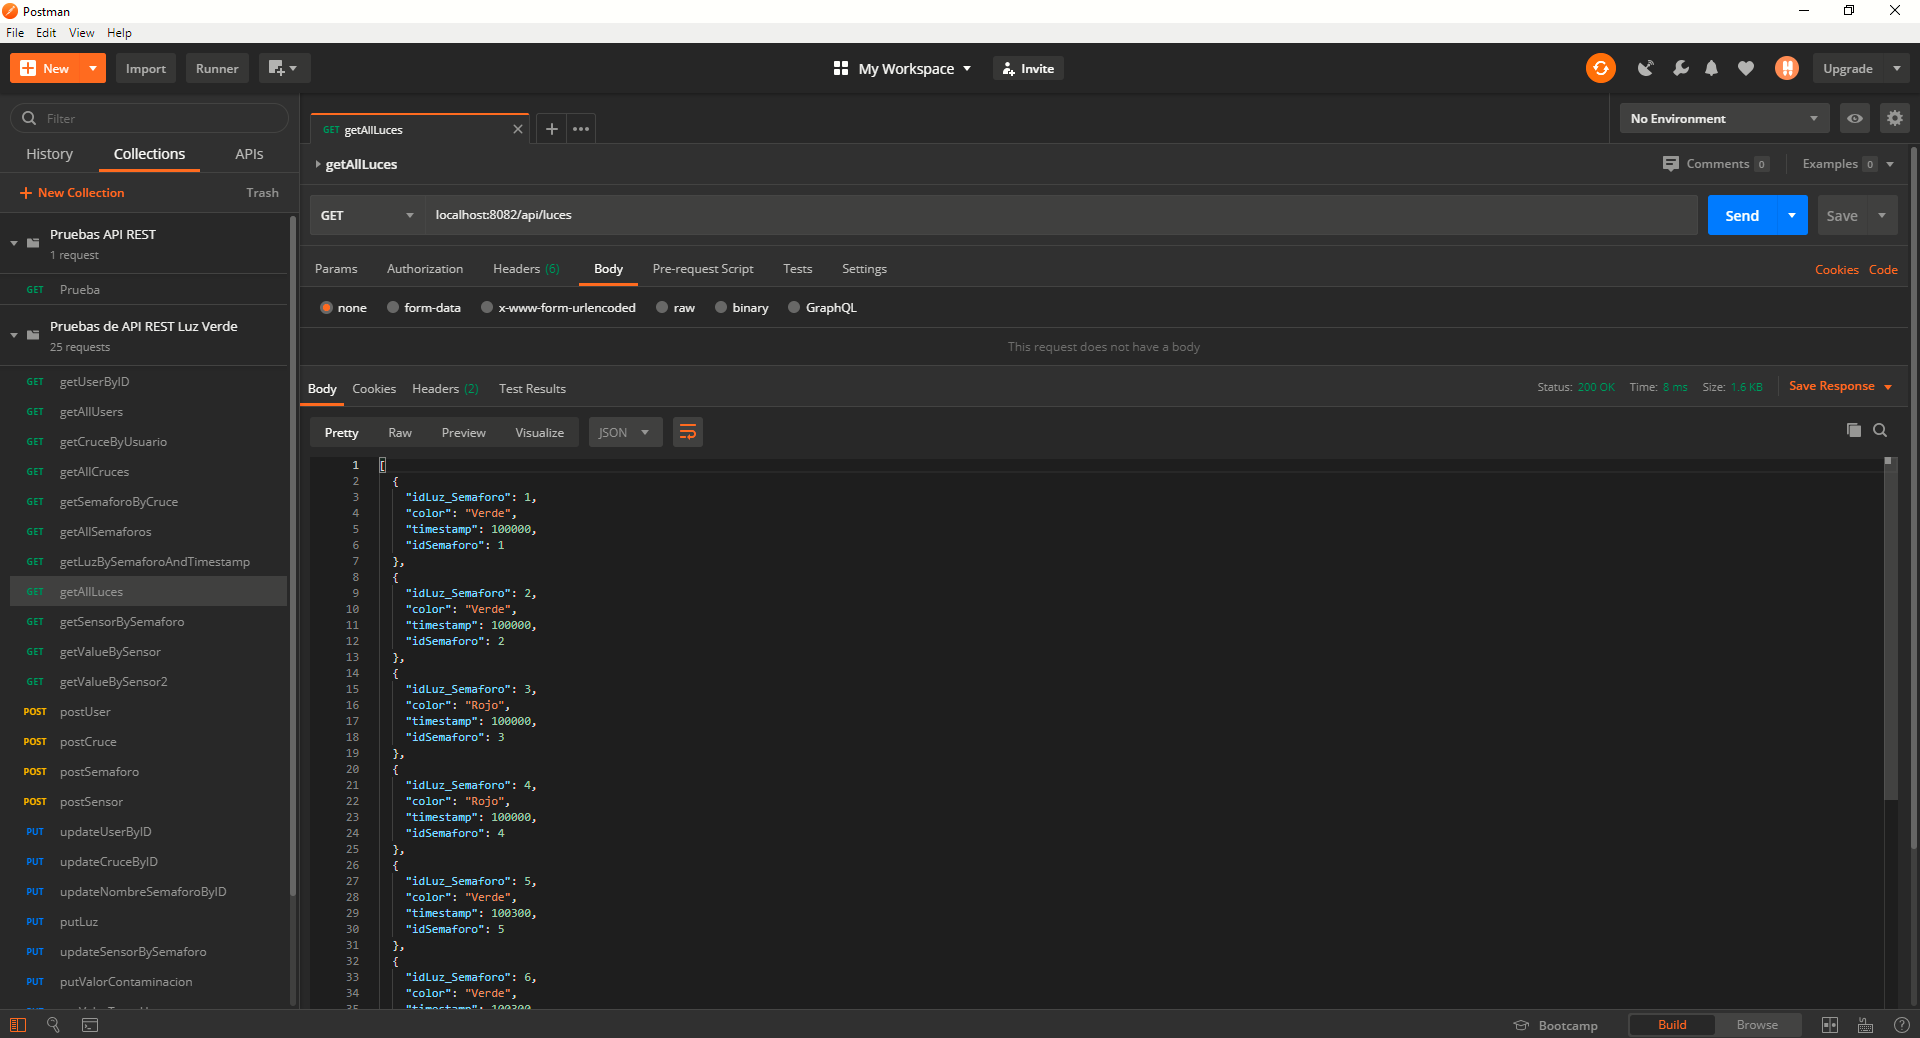 Postman
File Edit View Help
New Import Runner My Workspace Invite Upgrade
Filter
History Collections APIs
New Collection Trash
Pruebas API REST
1 request
GET Prueba
Pruebas de API REST Luz Verde
25 requests
GET getUserByID
GET getAllUsers
GET getCruceByUsuario
GET getAllCruces
GET getSemaforoByCruce
GET getAllSemaforos
GET getLuzBySemaforoAndTimestamp
GET getAllLuces
GET getSensorBySemaforo
GET getValueBySensor
GET getValueBySensor2
POST postUser
POST postCruce
POST postSemaforo
POST postSensor
PUT updateUserByID
PUT updateCruceByID
PUT updateNombreSemaforoByID
PUT putLuz
PUT updateSensorBySemaforo
PUT putValorContaminacion
GET getAllLuces
No Environment
getAllLuces
Comments 0 Examples 0
GET localhost:8082/api/luces Send Save
Params Authorization Headers (6) Body Pre-request Script Tests Settings Cookies Code
none form-data x-www-form-urlencoded raw binary GraphQL
This request does not have a body
Body Cookies Headers (2) Test Results Status: 200 OK Time: 8 ms Size: 1.6 KB Save Response
Pretty Raw Preview Visualize JSON
1 [
2 {
3 "idLuz_Semaforo": 1,
4 "color": "Verde",
5 "timestamp": 100000,
6 "idSemaforo": 1
7 },
8 {
9 "idLuz_Semaforo": 2,
10 "color": "Verde",
11 "timestamp": 100000,
12 "idSemaforo": 2
13 },
14 {
15 "idLuz_Semaforo": 3,
16 "color": "Rojo",
17 "timestamp": 100000,
18 "idSemaforo": 3
19 },
20 {
21 "idLuz_Semaforo": 4,
22 "color": "Rojo",
23 "timestamp": 100000,
24 "idSemaforo": 4
25 },
26 {
27 "idLuz_Semaforo": 5,
28 "color": "Verde",
29 "timestamp": 100300,
30 "idSemaforo": 5
31 },
32 {
33 "idLuz_Semaforo": 6,
34 "color": "Verde",
35 "timestamp": 100300,
Bootcamp Build Browse